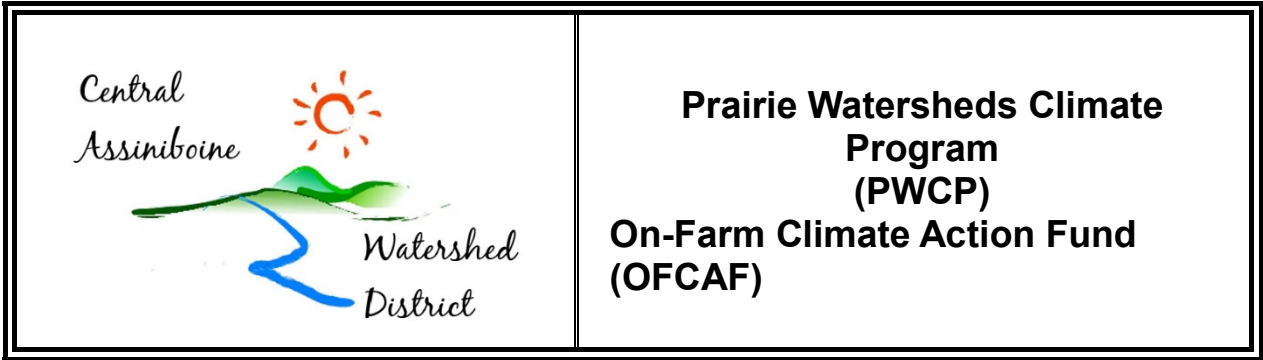 Central
Assiniboine
Watershed
District
Prairie Watersheds Climate
Program
(PWCP)
On-Farm Climate Action Fund
(OFCAF)